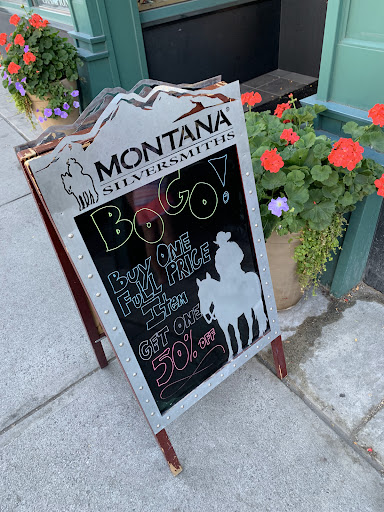 MONTANA®
SILVERSMITHS
BOGO!
BUY ONE
FULL PRICE
ITEM
GET ONE
50% OFF